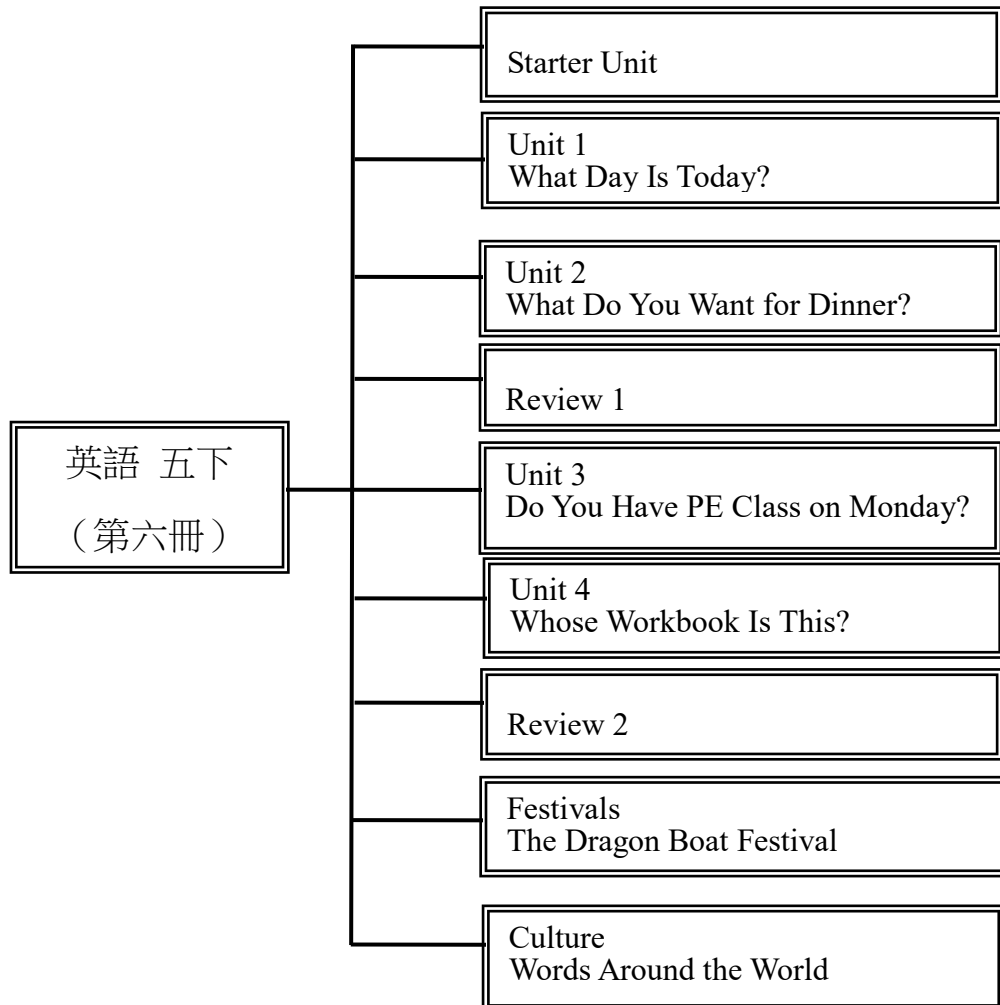 英語 五下
（第六冊）
Starter Unit
Unit 1
What Day Is Today?
Unit 2
What Do You Want for Dinner?
Review 1
Unit 3
Do You Have PE Class on Monday?
Unit 4
Whose Workbook Is This?
Review 2
Festivals
The Dragon Boat Festival
Culture
Words Around the World